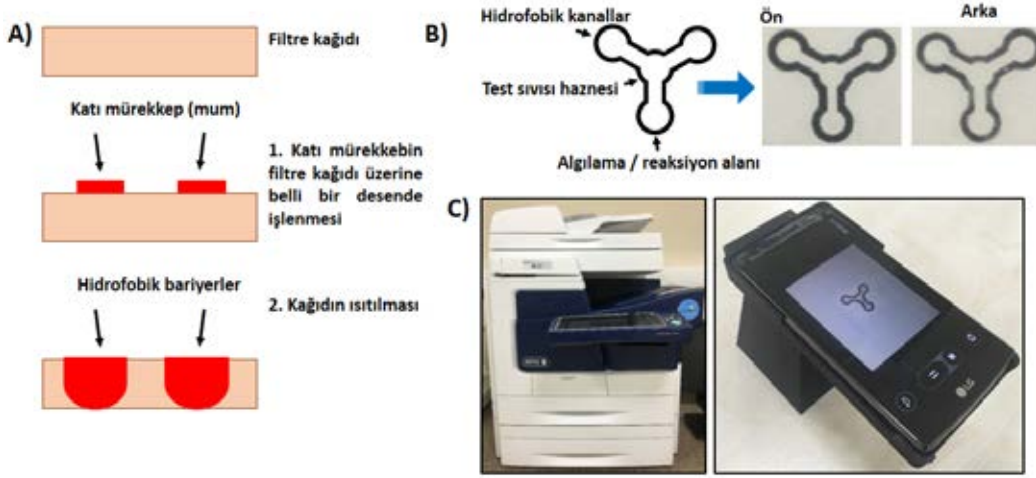 A)
Filtre kağıdı
Katı mürekkep (mum)
1. Katı mürekkebin
filtre kağıdı üzerine
belli bir desende
işlenmesi
Hidrofobik bariyerler
2. Kağıdın ısıtılması
B)
Hidrofobik kanallar
Test sıvısı haznesi
Algılama / reaksiyon alanı
Ön
Arka
C)
LG